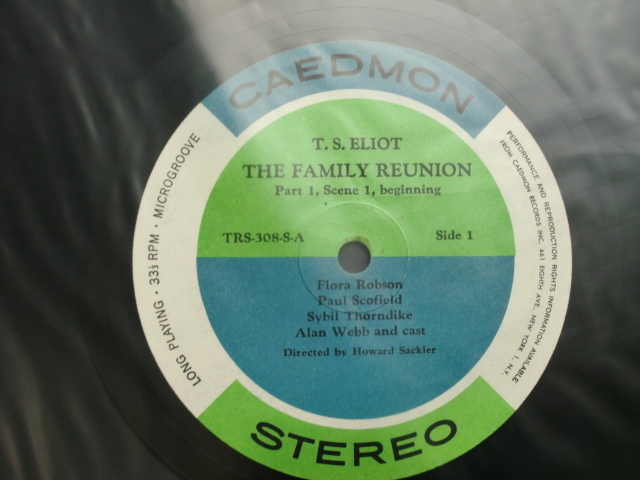 CAEDMON
T. S. ELIOT
THE FAMILY REUNION
Part 1, Scene 1, beginning
TRS-308-S-A
Side 1
Flora Robson
Paul Scofield
Sybil Thorndike
Alan Webb and cast
Directed by Howard Sackler
STEREO
LONG PLAYING • 33⅓ RPM • MICROGROOVE
PERFORMANCE AND REPRODUCTION RIGHTS INFORMATION AVAILABLE
FROM CAEDMON RECORDS INC. 461 EIGHTH AVE., NEW YORK 1, N.Y.